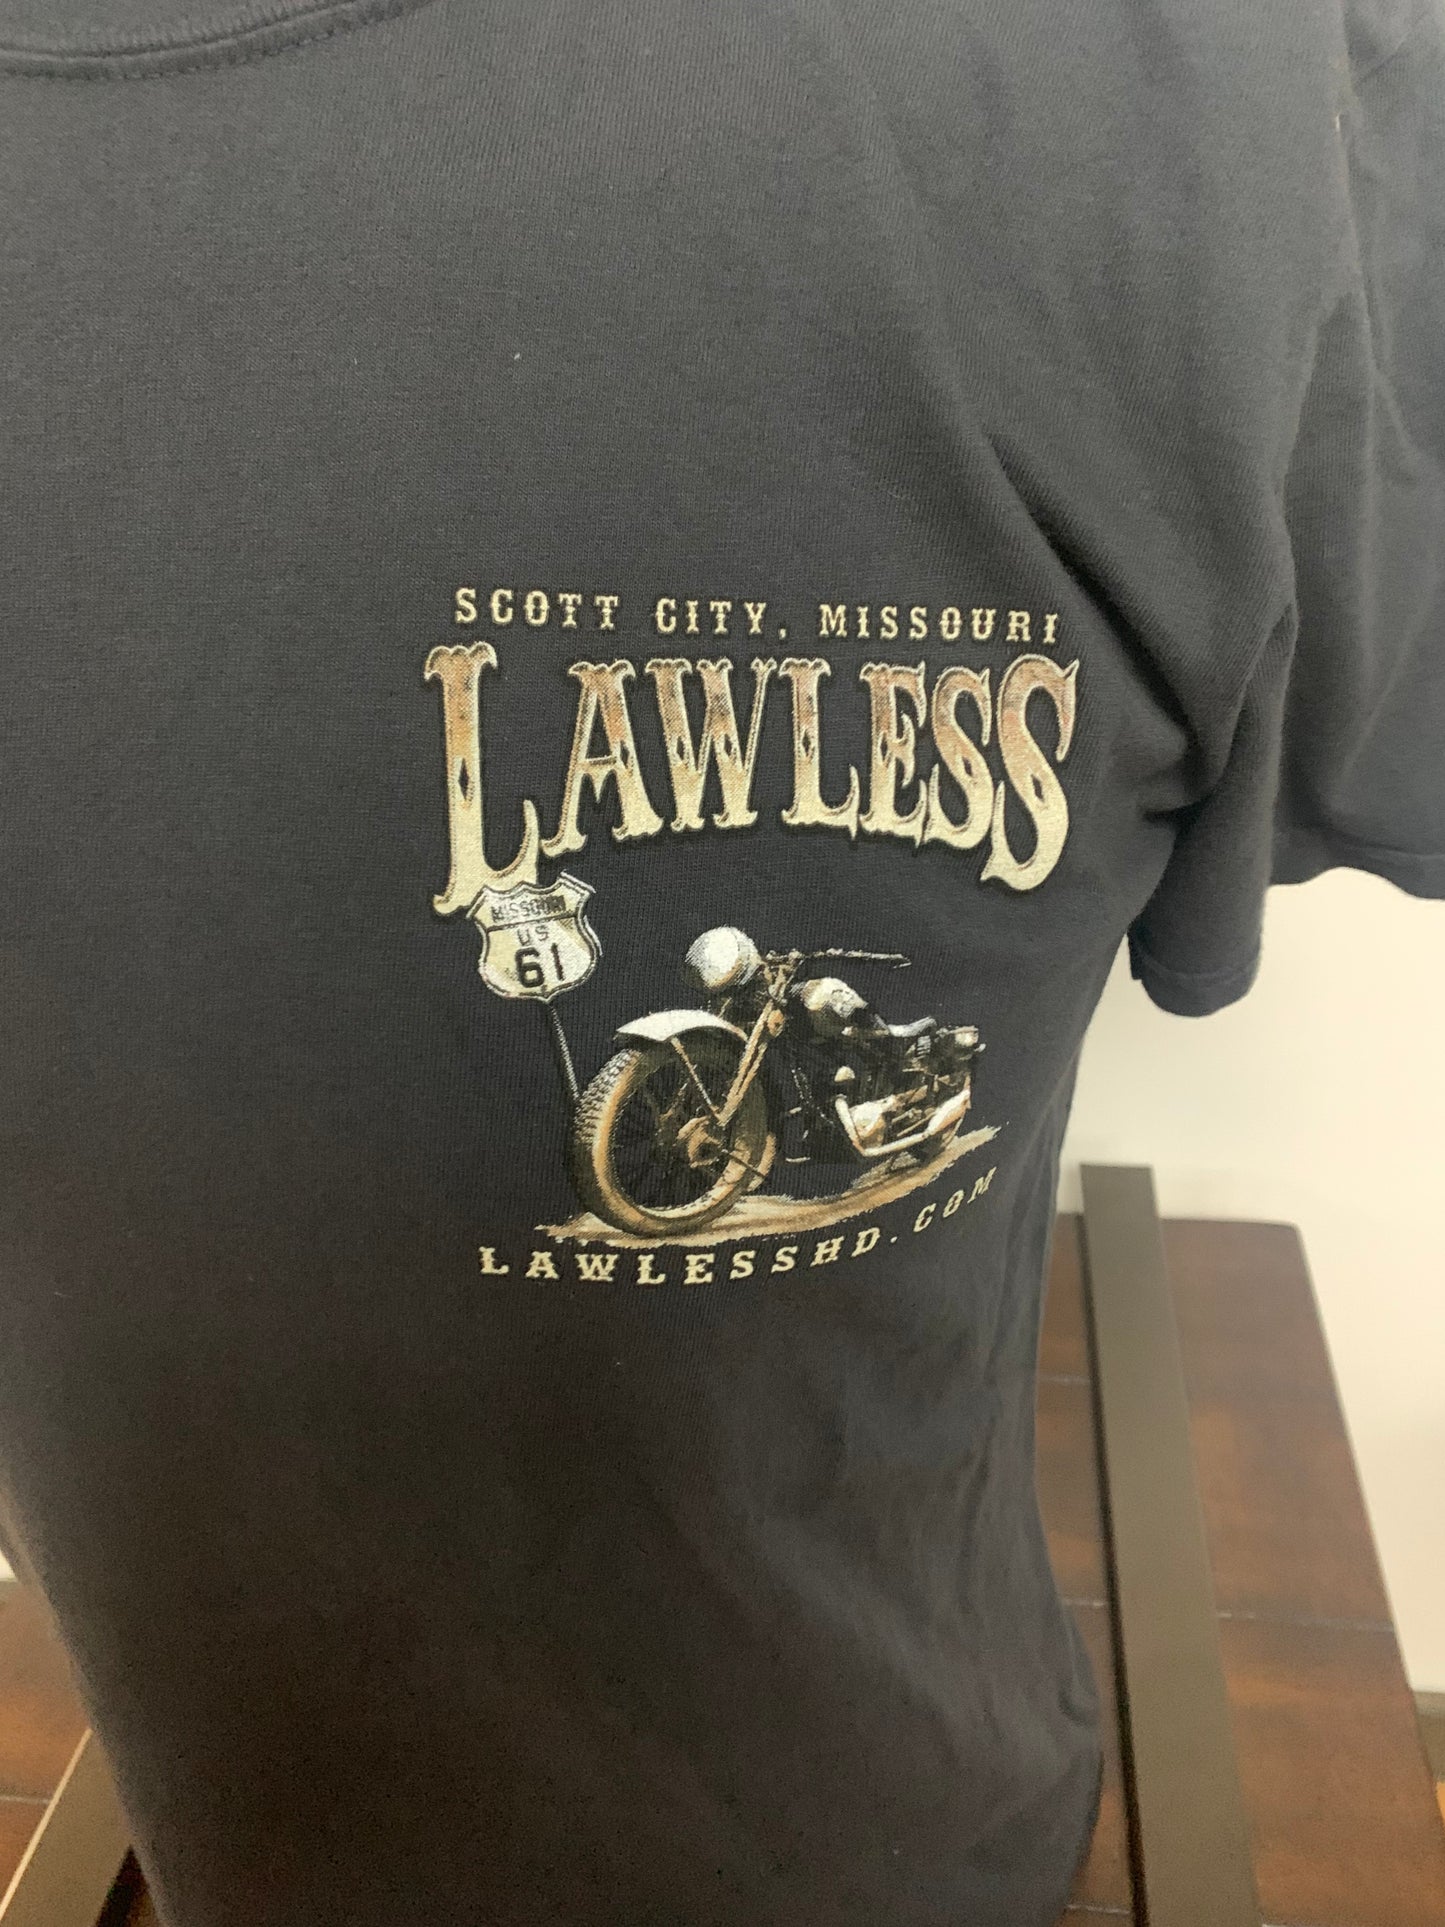 SCOTT CITY, MISSOURI
LAWLESS
MISSOURI
US
61
LAWLESSHD.COM